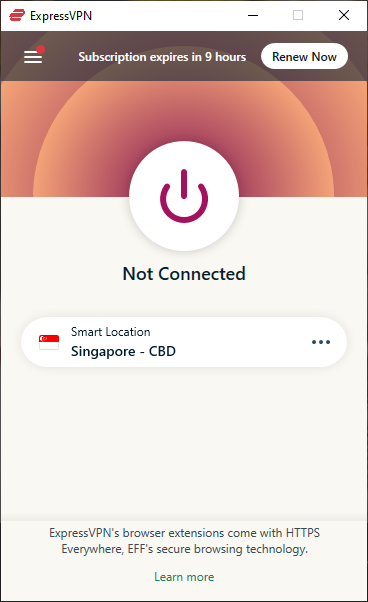 ExpressVPN
Subscription expires in 9 hours
Renew Now
Not Connected
Smart Location
Singapore - CBD
ExpressVPN's browser extensions come with HTTPS
Everywhere, EFF's secure browsing technology.
Learn more